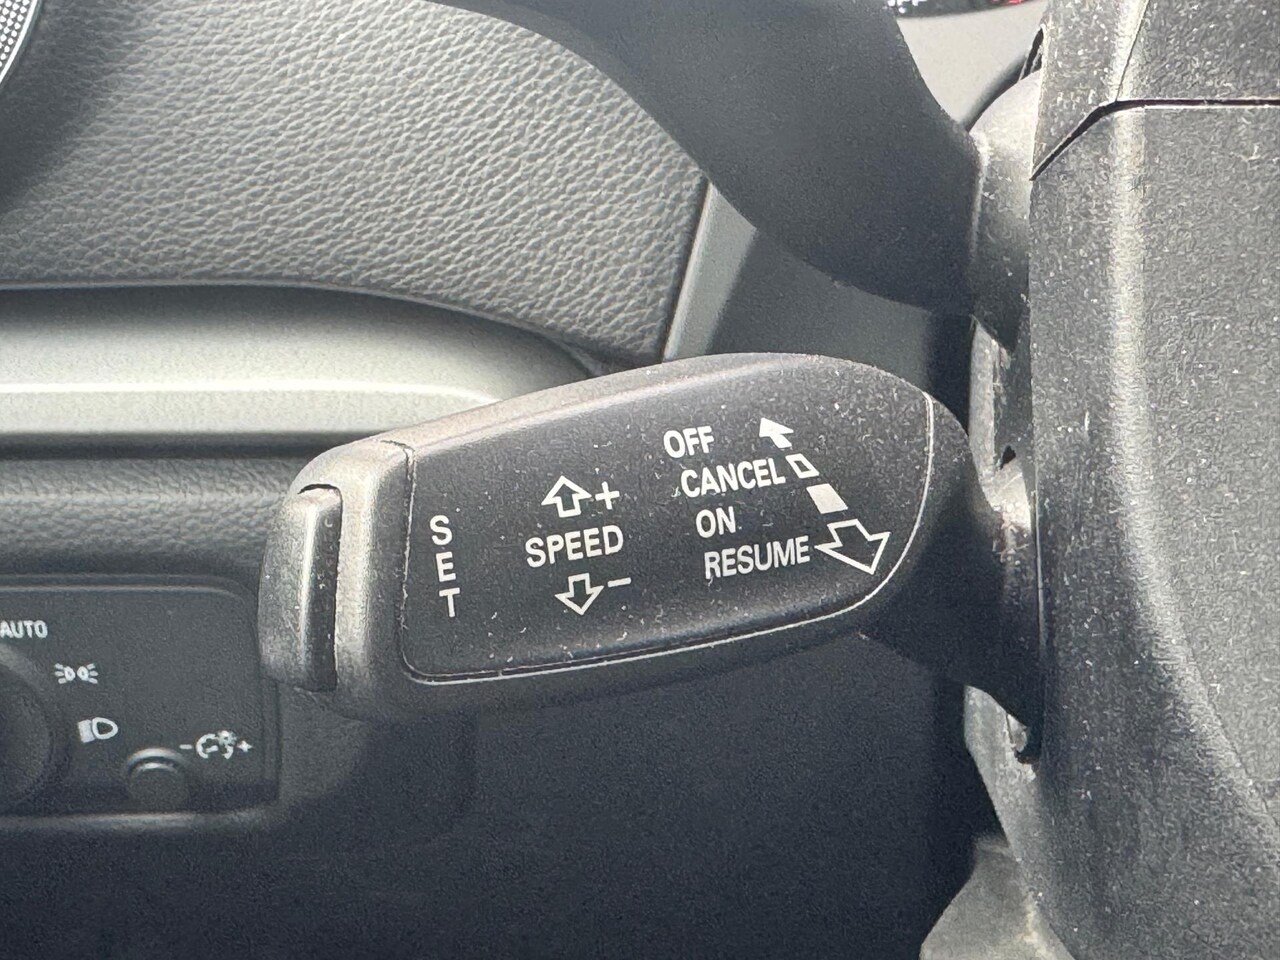 OFF
CANCEL
ON
RESUME
+
SPEED
−
SET
AUTO
- +